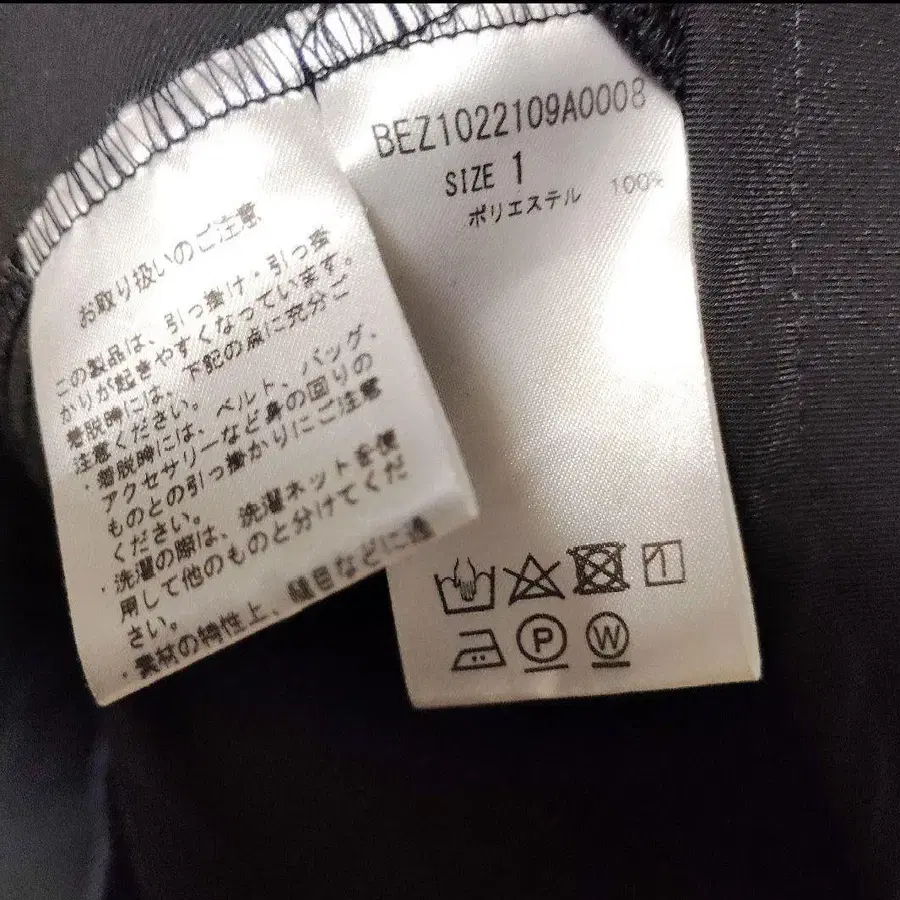 お取り扱いのご注意
この製品は、引っ掛け・引っ掛
かりが起きやすくなっています。
着脱時には、下記の点に充分ご
注意ください。
・着脱時には、ベルト、バッグ、
アクセサリーなど身の回りの
ものとの引っ掛かりにご注意
ください。
・洗濯の際は、洗濯ネットを使
用して他のものと分けてくだ
さい。
・素材の特性上、縫目などに過
BEZ1022109A0008
SIZE 1
ポリエステル 100%
P
W